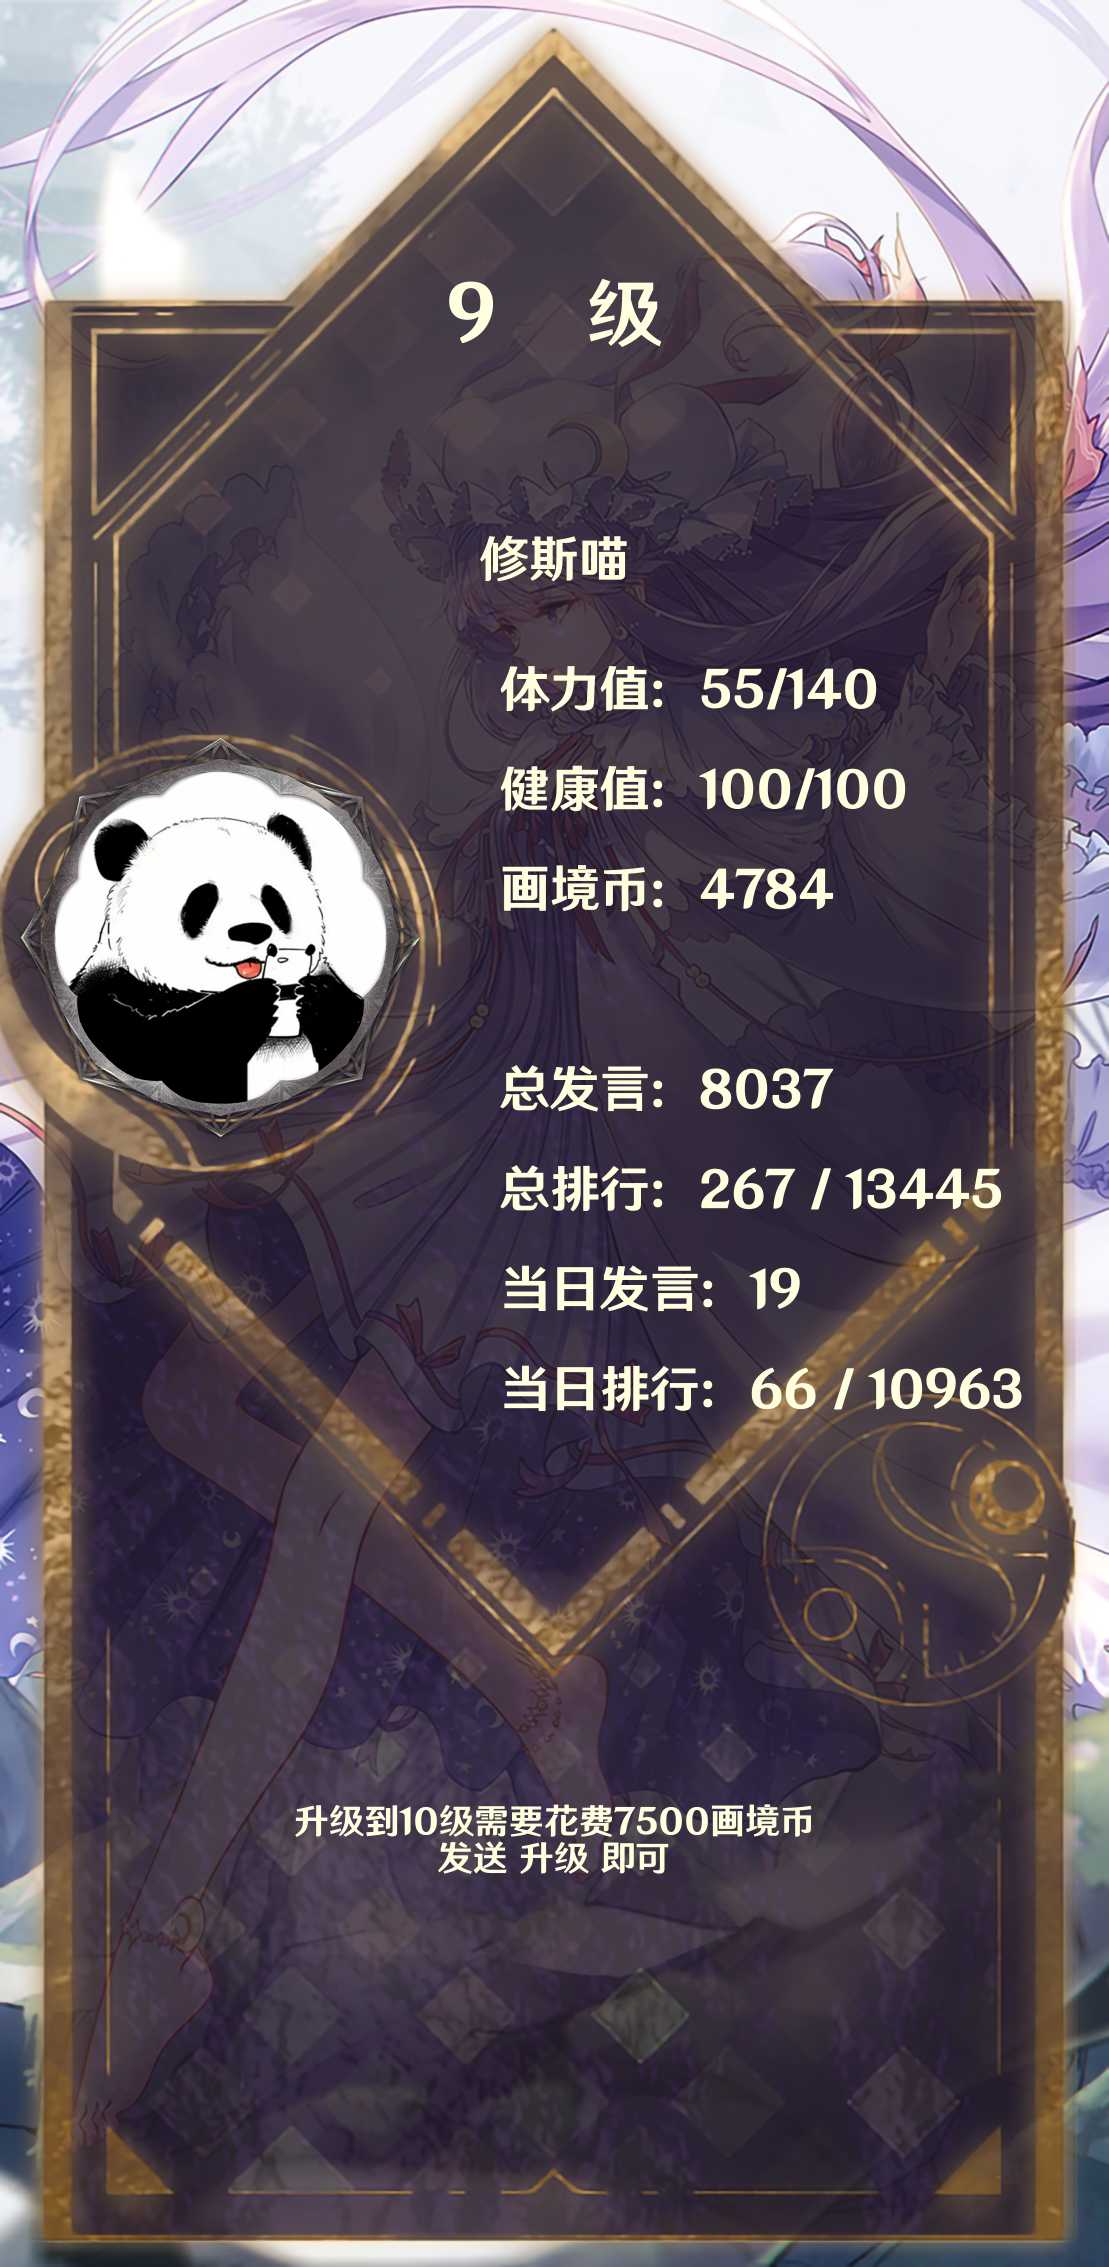 9 级
修斯喵
体力值: 55/140
健康值: 100/100
画境币: 4784
总发言: 8037
总排行: 267 / 13445
当日发言: 19
当日排行: 66 / 10963
升级到10级需要花费7500画境币
发送 升级 即可